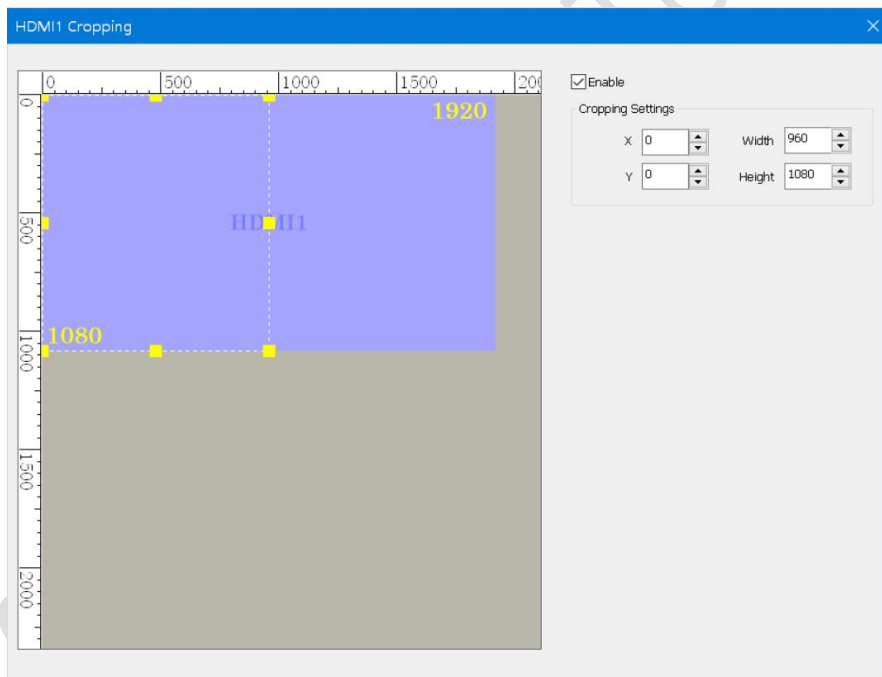 HDMI1 Cropping
0 500 1000 1500
Enable
Cropping Settings
X 0 Width 960
Y 0 Height 1080
0
500
1000
1500
2000
1920
HDMI1
1080